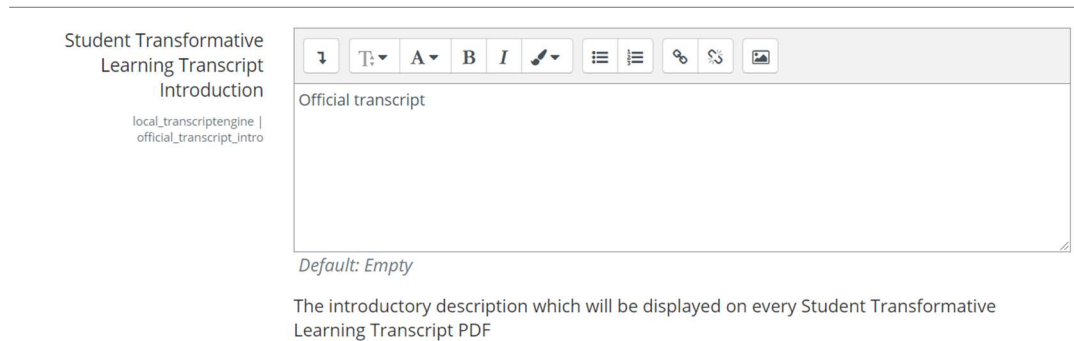 Student Transformative
Learning Transcript
Introduction
local_transcriptengine |
official_transcript_intro
T A B I
Official transcript
Default: Empty
The introductory description which will be displayed on every Student Transformative
Learning Transcript PDF